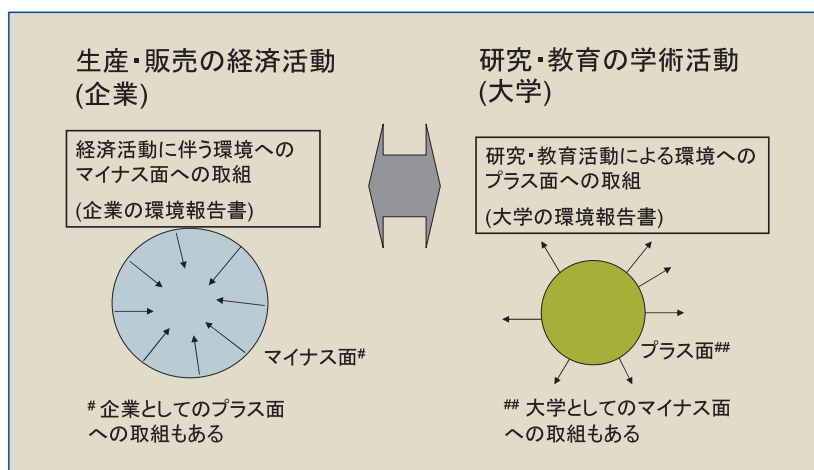 生産・販売の経済活動
(企業)
経済活動に伴う環境への
マイナス面への取組
(企業の環境報告書)
マイナス面#
# 企業としてのプラス面
への取組もある
研究・教育の学術活動
(大学)
研究・教育活動による環境への
プラス面への取組
(大学の環境報告書)
プラス面##
## 大学としてのマイナス面
への取組もある